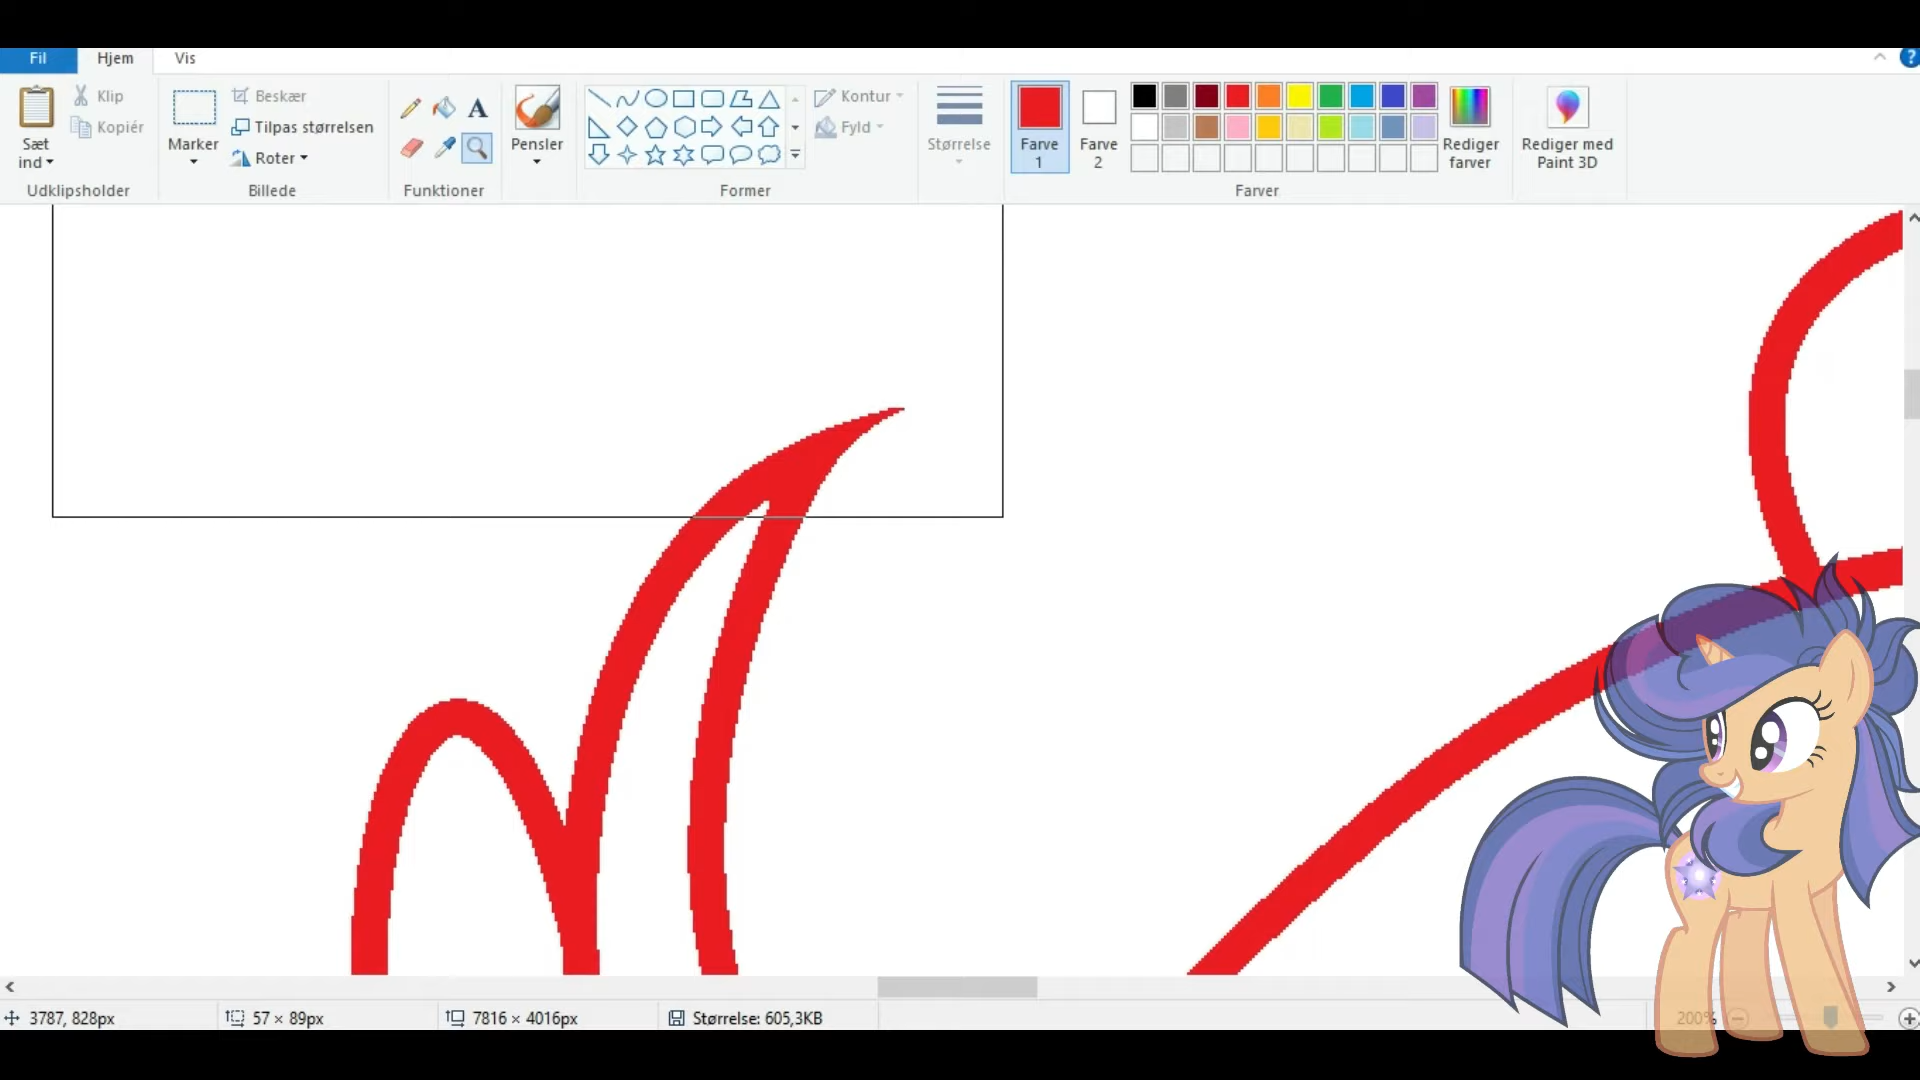 Fil Hjem Vis
Sæt ind
Klip
Kopiér
Udklipsholder
Marker
Beskær
Tilpas størrelsen
Roter
Billede
A
Funktioner
Pensler
Former
Kontur
Fyld
Størrelse
Farve 1
Farve 2
Farver
Rediger farver
Rediger med Paint 3D
?
3787, 828px
57 × 89px
7816 × 4016px
Størrelse: 605,3KB
200%